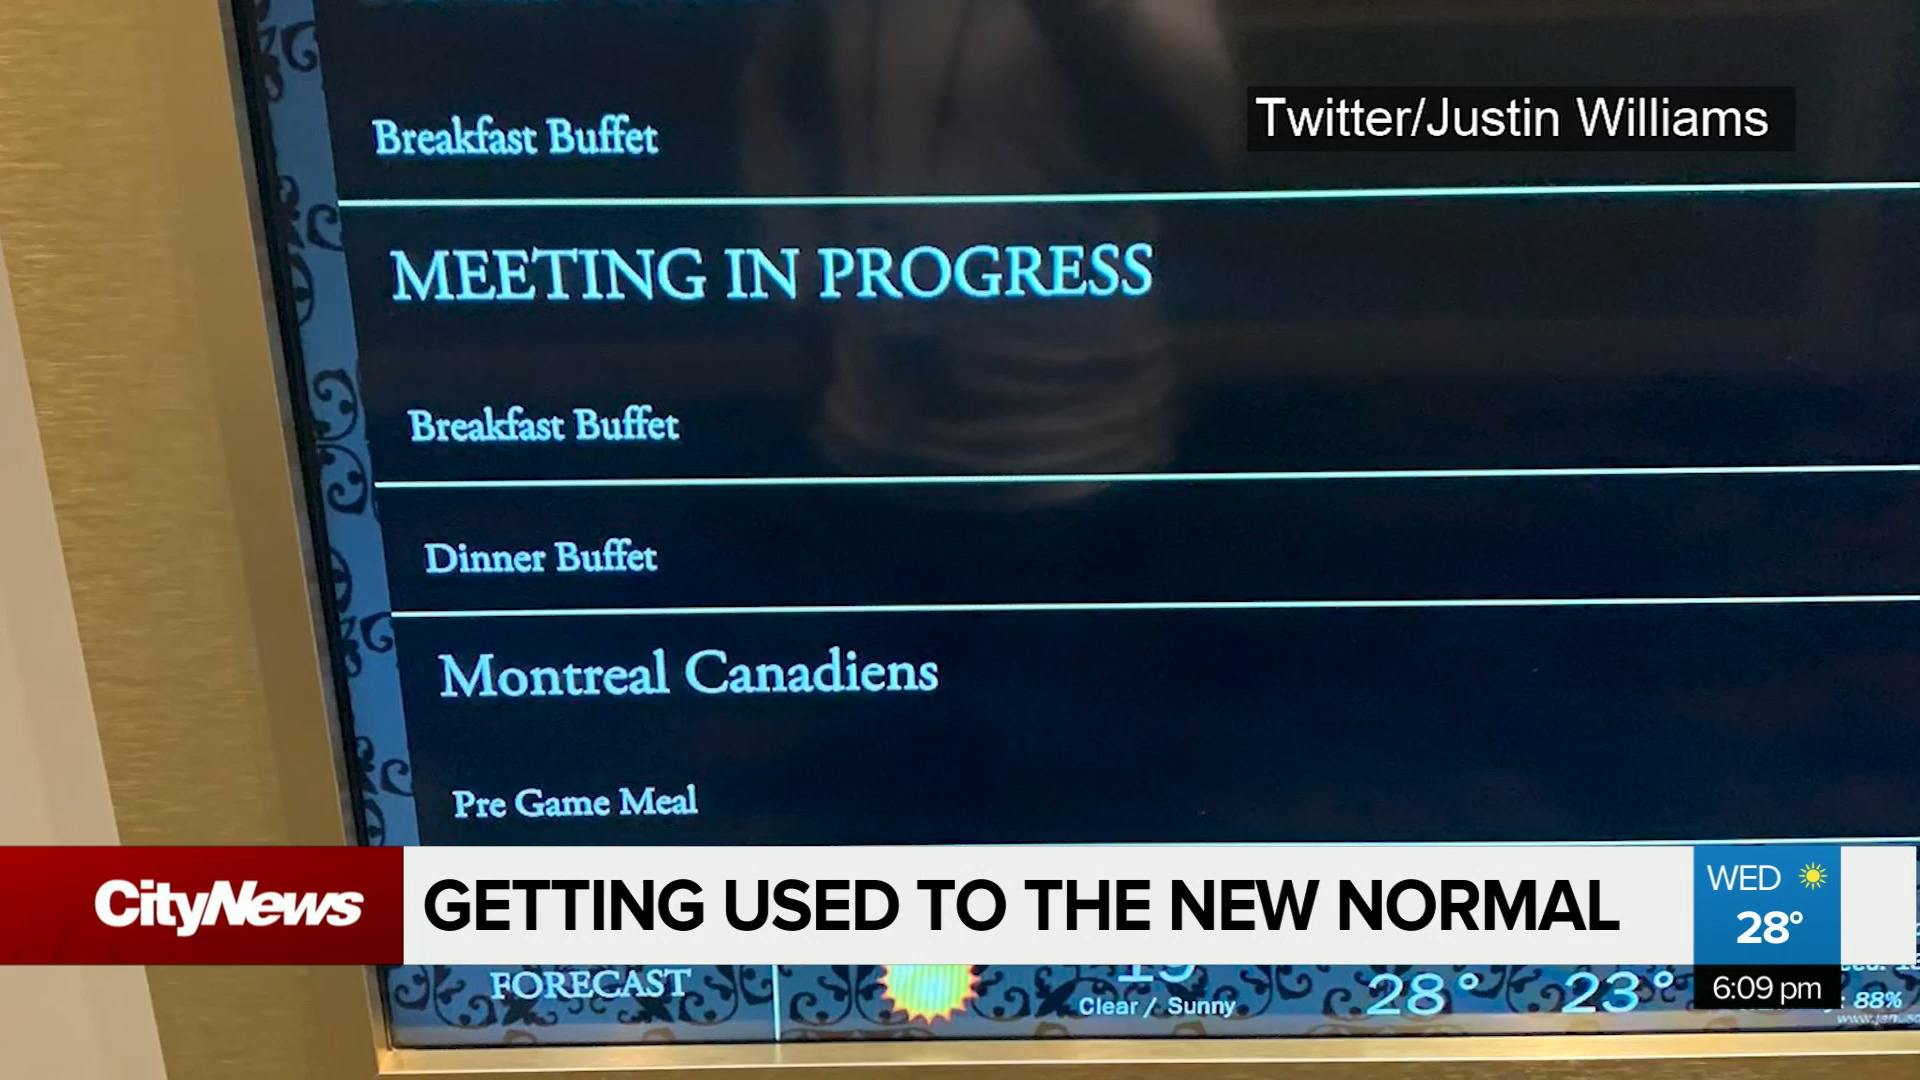 Twitter/Justin Williams
Breakfast Buffet
MEETING IN PROGRESS
Breakfast Buffet
Dinner Buffet
Montreal Canadiens
Pre Game Meal
CityNews
GETTING USED TO THE NEW NORMAL
WED
28°
6:09 pm
FORECAST
Clear / Sunny
28°
23°
88%